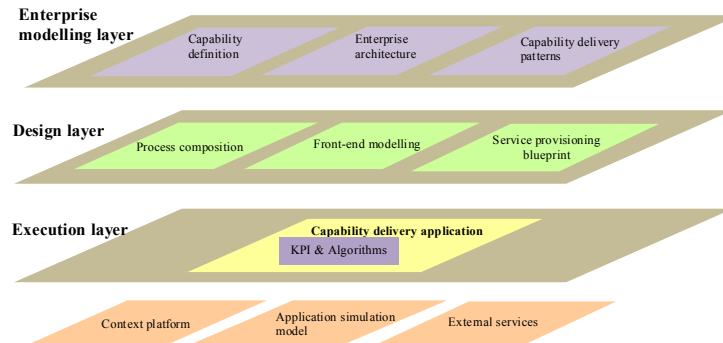 Enterprise
modelling layer
Capability
definition
Enterprise
architecture
Capability delivery
patterns
Design layer
Process composition
Front-end modelling
Service provisioning
blueprint
Execution layer
Capability delivery application
KPI & Algorithms
Context platform
Application simulation
model
External services